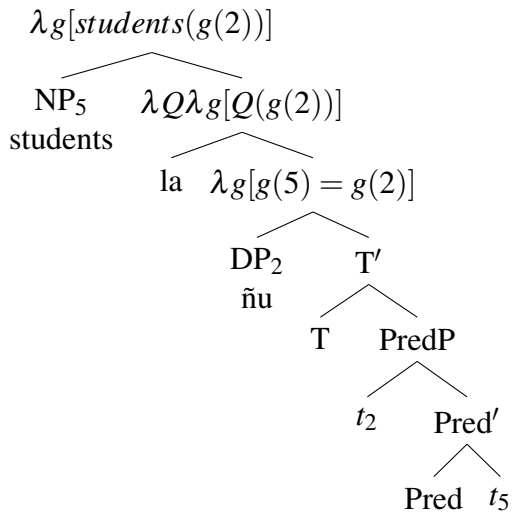 λg[students(g(2))]
NP₅ λQλg[Q(g(2))]
students
la λg[g(5) = g(2)]
DP₂ T′
ñu
T PredP
t₂ Pred′
Pred t₅